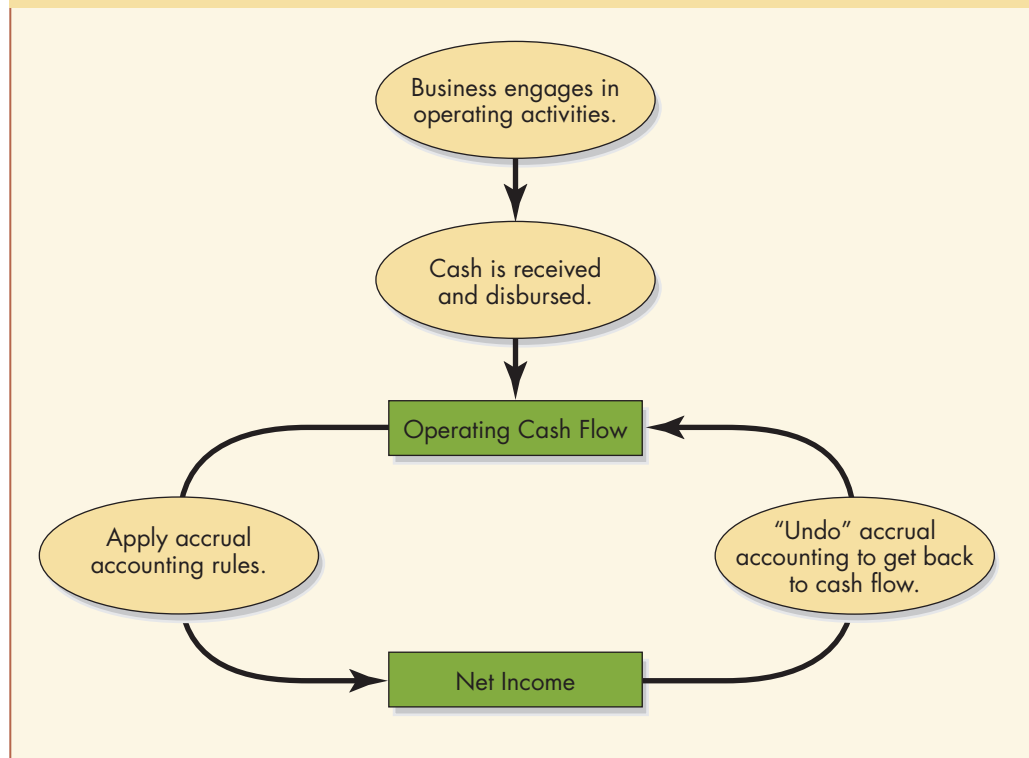 Business engages in
operating activities.
Cash is received
and disbursed.
Operating Cash Flow
Apply accrual
accounting rules.
“Undo” accrual
accounting to get back
to cash flow.
Net Income